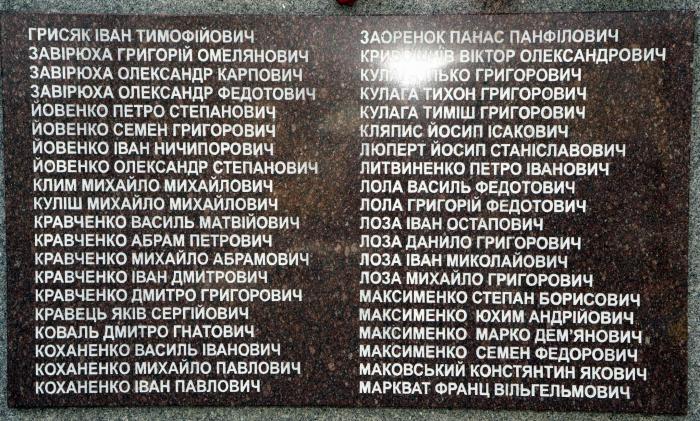 ГРИСЯК ІВАН ТИМОФІЙОВИЧ
ЗАВІРЮХА ГРИГОРІЙ ОМЕЛЯНОВИЧ
ЗАВІРЮХА ОЛЕКСАНДР КАРПОВИЧ
ЗАВІРЮХА ОЛЕКСАНДР ФЕДОТОВИЧ
ЙОВЕНКО ПЕТРО СТЕПАНОВИЧ
ЙОВЕНКО СЕМЕН ГРИГОРОВИЧ
ЙОВЕНКО ІВАН НИЧИПОРОВИЧ
ЙОВЕНКО ОЛЕКСАНДР СТЕПАНОВИЧ
КЛИМ МИХАЙЛО МИХАЙЛОВИЧ
КУЛІШ МИХАЙЛО МИХАЙЛОВИЧ
КРАВЧЕНКО ВАСИЛЬ МАТВІЙОВИЧ
КРАВЧЕНКО АБРАМ ПЕТРОВИЧ
КРАВЧЕНКО МИХАЙЛО АБРАМОВИЧ
КРАВЧЕНКО ІВАН ДМИТРОВИЧ
КРАВЧЕНКО ДМИТРО ГРИГОРОВИЧ
КРАВЕЦЬ ЯКІВ СЕРГІЙОВИЧ
КОВАЛЬ ДМИТРО ГНАТОВИЧ
КОХАНЕНКО ВАСИЛЬ ІВАНОВИЧ
КОХАНЕНКО МИХАЙЛО ПАВЛОВИЧ
КОХАНЕНКО ІВАН ПАВЛОВИЧ
ЗАОРЕНОК ПАНАС ПАНФІЛОВИЧ
ВІКТОР ОЛЕКСАНДРОВИЧ
КУЛАГА ГРИГОРОВИЧ
КУЛАГА ТИХОН ГРИГОРОВИЧ
КУЛАГА ТИМІШ ГРИГОРОВИЧ
КЛЯПИС ЙОСИП ІСАКОВИЧ
ЛЮПЕРТ ЙОСИП СТАНІСЛАВОВИЧ
ЛИТВИНЕНКО ПЕТРО ІВАНОВИЧ
ЛОЛА ВАСИЛЬ ФЕДОТОВИЧ
ЛОЛА ГРИГОРІЙ ФЕДОТОВИЧ
ЛОЗА ІВАН ОСТАПОВИЧ
ЛОЗА ДАНИЛО ГРИГОРОВИЧ
ЛОЗА ІВАН МИКОЛАЙОВИЧ
ЛОЗА МИХАЙЛО ГРИГОРОВИЧ
МАКСИМЕНКО СТЕПАН БОРИСОВИЧ
МАКСИМЕНКО ЮХИМ АНДРІЙОВИЧ
МАКСИМЕНКО МАРКО ДЕМ'ЯНОВИЧ
МАКСИМЕНКО СЕМЕН ФЕДОРОВИЧ
МАКОВСЬКИЙ КОНСТЯНТИН ЯКОВИЧ
МАРКВАТ ФРАНЦ ВІЛЬГЕЛЬМОВИЧ